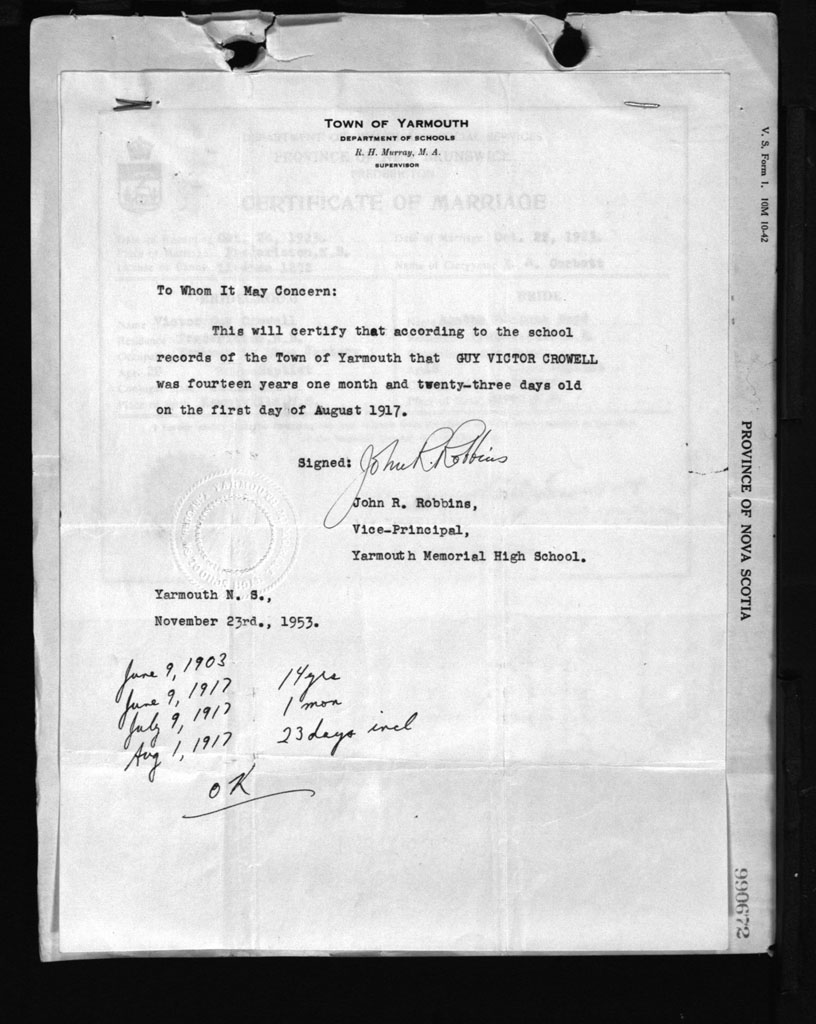 TOWN OF YARMOUTH
DEPARTMENT OF SCHOOLS
R. H. Murray, M. A.
SUPERVISOR
CERTIFICATE OF MARRIAGE
To Whom It May Concern:
This will certify that according to the school
records of the Town of Yarmouth that GUY VICTOR CROWELL
was fourteen years one month and twenty-three days old
on the first day of August 1917.
Signed: John R. Robbins
John R. Robbins,
Vice-Principal,
Yarmouth Memorial High School.
Yarmouth N. S.,
November 23rd., 1953.
June 9, 1903
June 9, 1917 14 yrs
July 9, 1917 1 mon
Aug 1, 1917 23 days incl
OK
V. S. Form 1. 10M 10-42
PROVINCE OF NOVA SCOTIA
990672